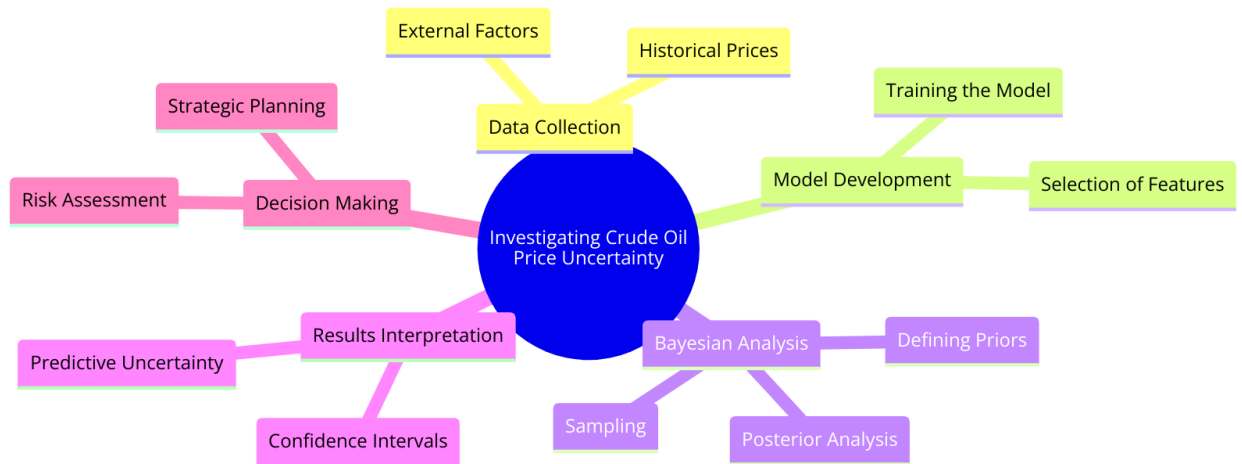 External Factors
Historical Prices
Training the Model
Strategic Planning
Data Collection
Model Development
Selection of Features
Risk Assessment
Decision Making
Investigating Crude Oil
Price Uncertainty
Results Interpretation
Bayesian Analysis
Defining Priors
Predictive Uncertainty
Sampling
Posterior Analysis
Confidence Intervals